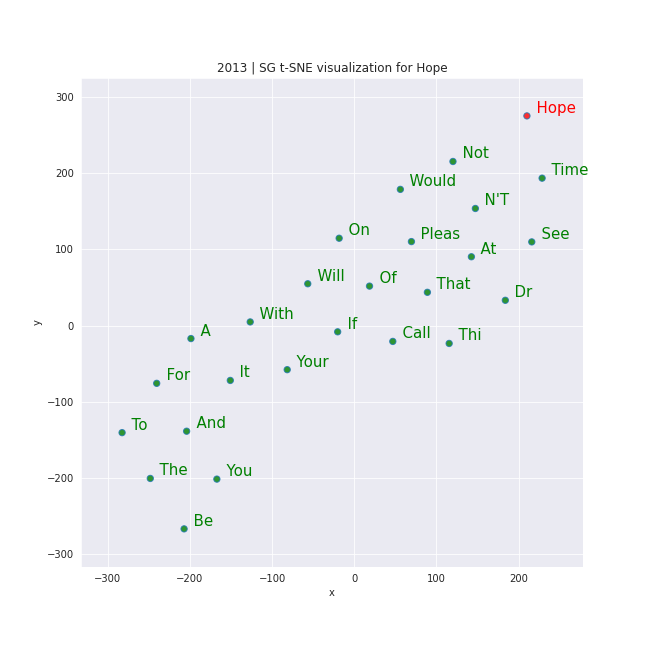 2013 | SG t-SNE visualization for Hope
300
Hope
Not
200
Time
Would
N'T
On
Pleas
See
100
At
Will
Of
That
Dr
With
If
0
A
Call
Thi
Your
For
It
−100
To
And
The
You
−200
Be
−300
y
−300 −200 −100 0 100 200
x